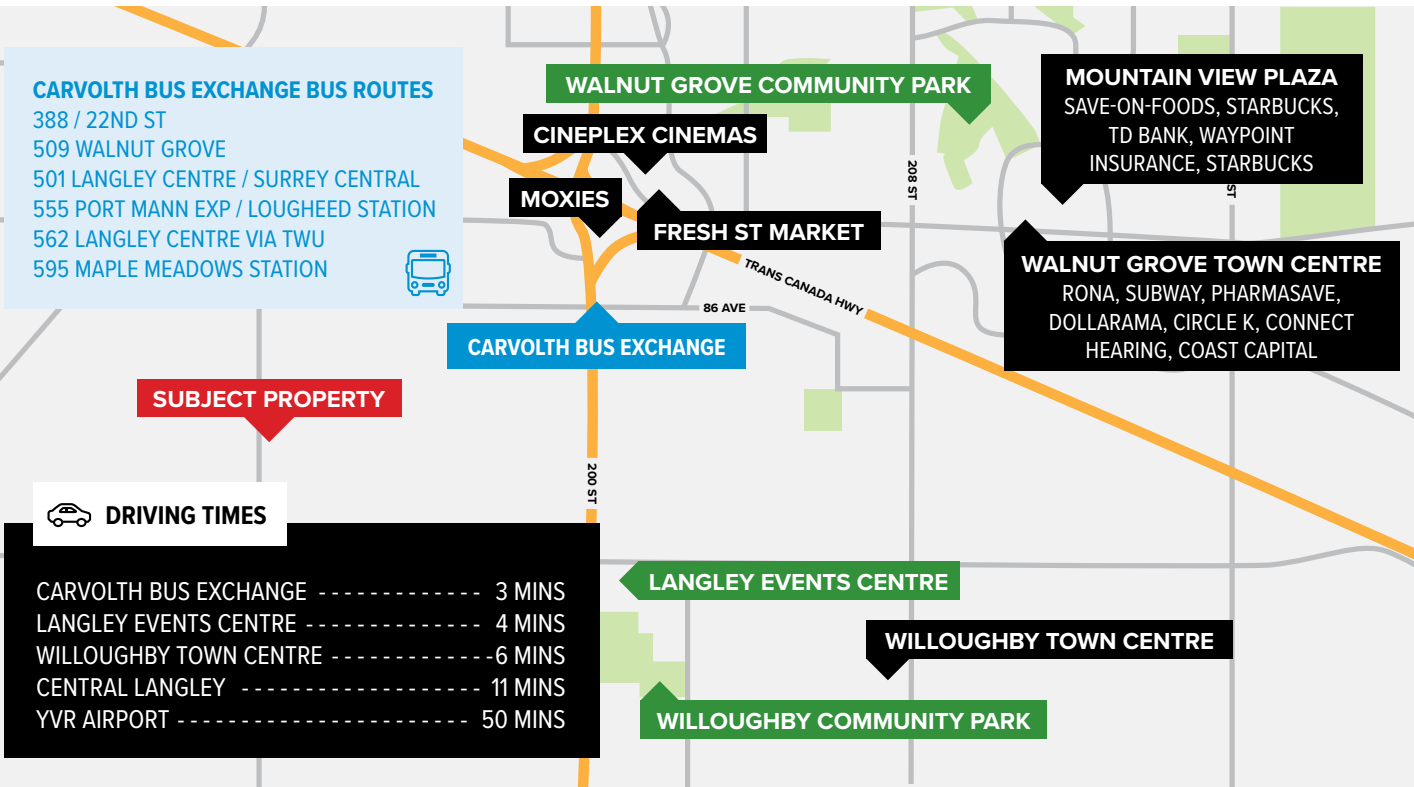 CARVOLTH BUS EXCHANGE BUS ROUTES
388 / 22ND ST
509 WALNUT GROVE
501 LANGLEY CENTRE / SURREY CENTRAL
555 PORT MANN EXP / LOUGHEED STATION
562 LANGLEY CENTRE VIA TWU
595 MAPLE MEADOWS STATION
WALNUT GROVE COMMUNITY PARK
CINEPLEX CINEMAS
MOXIES
FRESH ST MARKET
MOUNTAIN VIEW PLAZA
SAVE-ON-FOODS, STARBUCKS,
TD BANK, WAYPOINT
INSURANCE, STARBUCKS
208 ST
ST
WALNUT GROVE TOWN CENTRE
RONA, SUBWAY, PHARMASAVE,
DOLLARAMA, CIRCLE K, CONNECT
HEARING, COAST CAPITAL
TRANS CANADA HWY
86 AVE
CARVOLTH BUS EXCHANGE
SUBJECT PROPERTY
200 ST
DRIVING TIMES
CARVOLTH BUS EXCHANGE - - - - - - - - - - - - - 3 MINS
LANGLEY EVENTS CENTRE - - - - - - - - - - - - - - 4 MINS
WILLOUGHBY TOWN CENTRE - - - - - - - - - - - - -6 MINS
CENTRAL LANGLEY - - - - - - - - - - - - - - - - - - - 11 MINS
YVR AIRPORT - - - - - - - - - - - - - - - - - - - - - - - 50 MINS
LANGLEY EVENTS CENTRE
WILLOUGHBY TOWN CENTRE
WILLOUGHBY COMMUNITY PARK